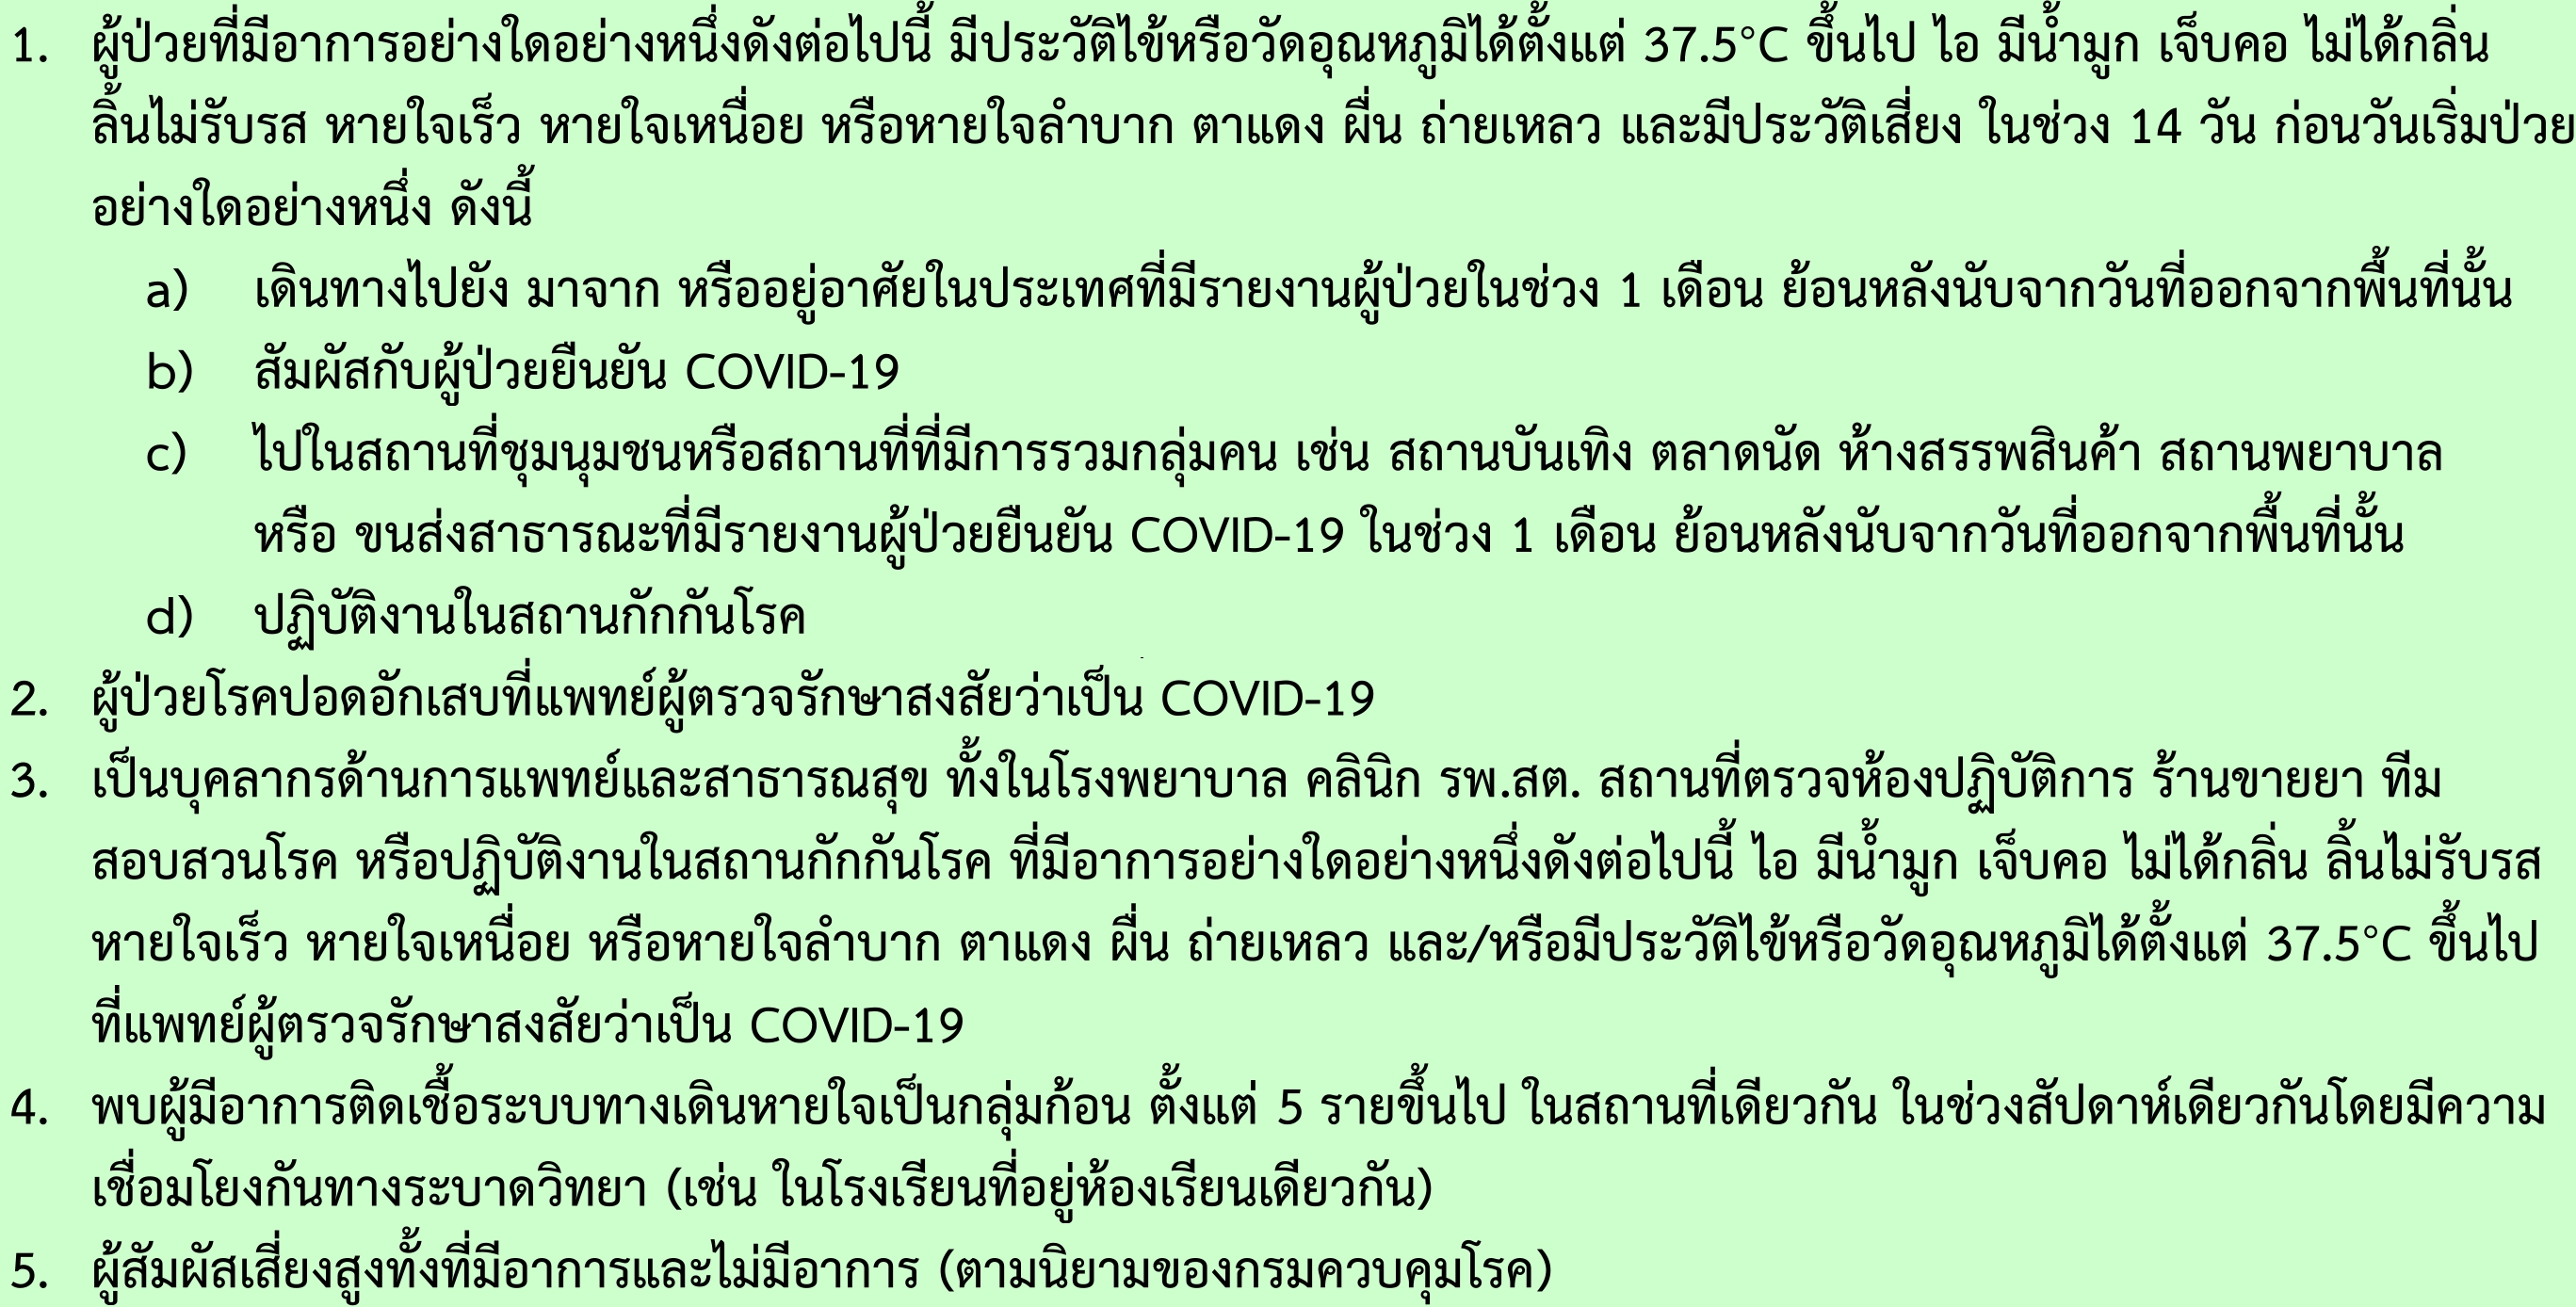 1. ผู้ป่วยที่มีอาการอย่างใดอย่างหนึ่งดังต่อไปนี้ มีประวัติไข้หรือวัดอุณหภูมิได้ตั้งแต่ 37.5°C ขึ้นไป ไอ มีน้ำมูก เจ็บคอ ไม่ได้กลิ่น
ลิ้นไม่รับรส หายใจเร็ว หายใจเหนื่อย หรือหายใจลำบาก ตาแดง ผื่น ถ่ายเหลว และมีประวัติเสี่ยง ในช่วง 14 วัน ก่อนวันเริ่มป่วย
อย่างใดอย่างหนึ่ง ดังนี้
a) เดินทางไปยัง มาจาก หรืออยู่อาศัยในประเทศที่มีรายงานผู้ป่วยในช่วง 1 เดือน ย้อนหลังนับจากวันที่ออกจากพื้นที่นั้น
b) สัมผัสกับผู้ป่วยยืนยัน COVID-19
c) ไปในสถานที่ชุมนุมชนหรือสถานที่ที่มีการรวมกลุ่มคน เช่น สถานบันเทิง ตลาดนัด ห้างสรรพสินค้า สถานพยาบาล
หรือ ขนส่งสาธารณะที่มีรายงานผู้ป่วยยืนยัน COVID-19 ในช่วง 1 เดือน ย้อนหลังนับจากวันที่ออกจากพื้นที่นั้น
d) ปฏิบัติงานในสถานกักกันโรค
2. ผู้ป่วยโรคปอดอักเสบที่แพทย์ผู้ตรวจรักษาสงสัยว่าเป็น COVID-19
3. เป็นบุคลากรด้านการแพทย์และสาธารณสุข ทั้งในโรงพยาบาล คลินิก รพ.สต. สถานที่ตรวจห้องปฏิบัติการ ร้านขายยา ทีม
สอบสวนโรค หรือปฏิบัติงานในสถานกักกันโรค ที่มีอาการอย่างใดอย่างหนึ่งดังต่อไปนี้ ไอ มีน้ำมูก เจ็บคอ ไม่ได้กลิ่น ลิ้นไม่รับรส
หายใจเร็ว หายใจเหนื่อย หรือหายใจลำบาก ตาแดง ผื่น ถ่ายเหลว และ/หรือมีประวัติไข้หรือวัดอุณหภูมิได้ตั้งแต่ 37.5°C ขึ้นไป
ที่แพทย์ผู้ตรวจรักษาสงสัยว่าเป็น COVID-19
4. พบผู้มีอาการติดเชื้อระบบทางเดินหายใจเป็นกลุ่มก้อน ตั้งแต่ 5 รายขึ้นไป ในสถานที่เดียวกัน ในช่วงสัปดาห์เดียวกันโดยมีความ
เชื่อมโยงกันทางระบาดวิทยา (เช่น ในโรงเรียนที่อยู่ห้องเรียนเดียวกัน)
5. ผู้สัมผัสเสี่ยงสูงทั้งที่มีอาการและไม่มีอาการ (ตามนิยามของกรมควบคุมโรค)